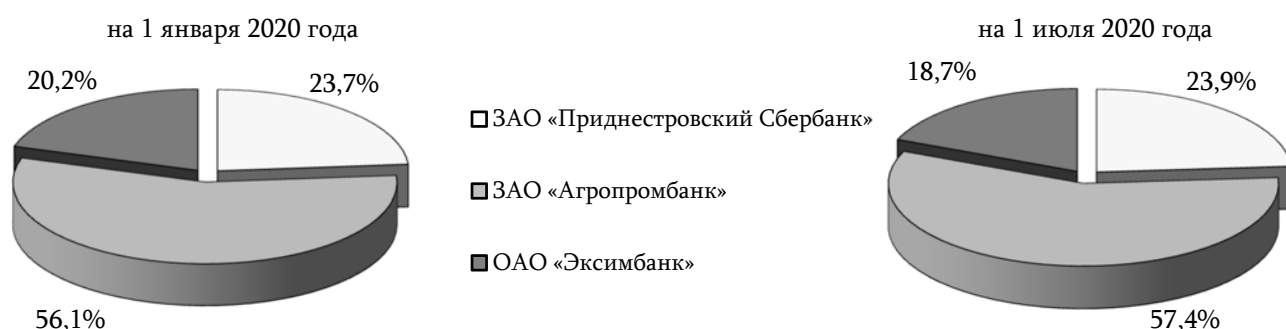 на 1 января 2020 года
20,2%
23,7%
56,1%
ЗАО «Приднестровский Сбербанк»
ЗАО «Агропромбанк»
ОАО «Эксимбанк»
на 1 июля 2020 года
18,7%
23,9%
57,4%